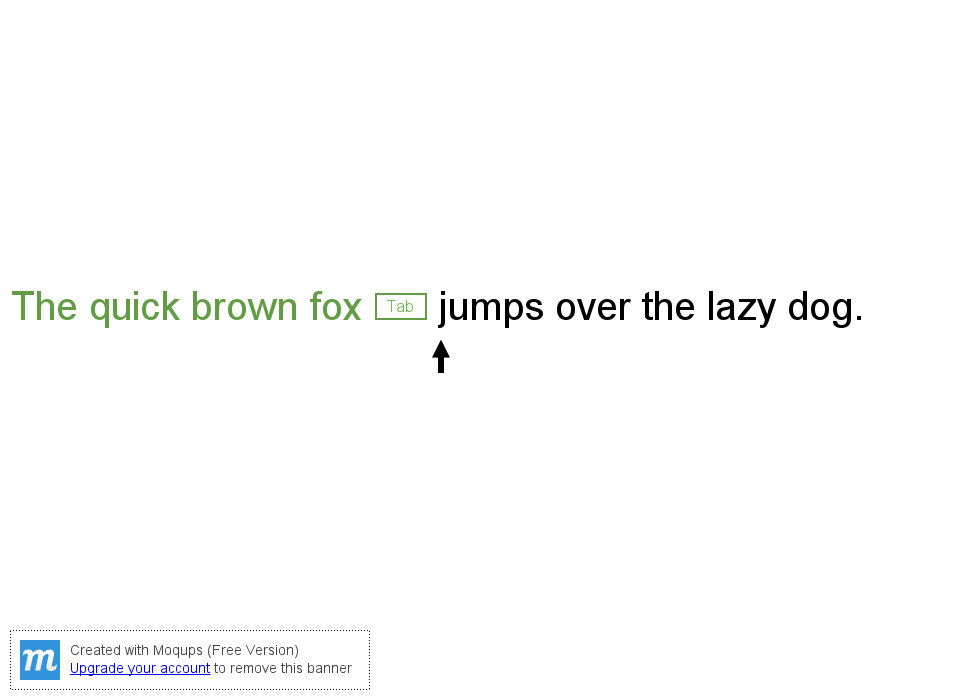 The quick brown fox Tab jumps over the lazy dog.
m Created with Moqups (Free Version)
Upgrade your account to remove this banner